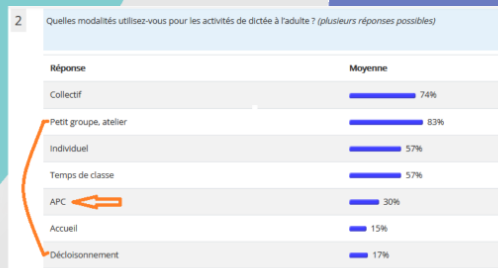 2
Quelles modalités utilisez-vous pour les activités de dictée à l'adulte ? (plusieurs réponses possibles)
Réponse Moyenne
Collectif 74%
Petit groupe, atelier 83%
Individuel 57%
Temps de classe 57%
APC 30%
Accueil 15%
Décloisonnement 17%